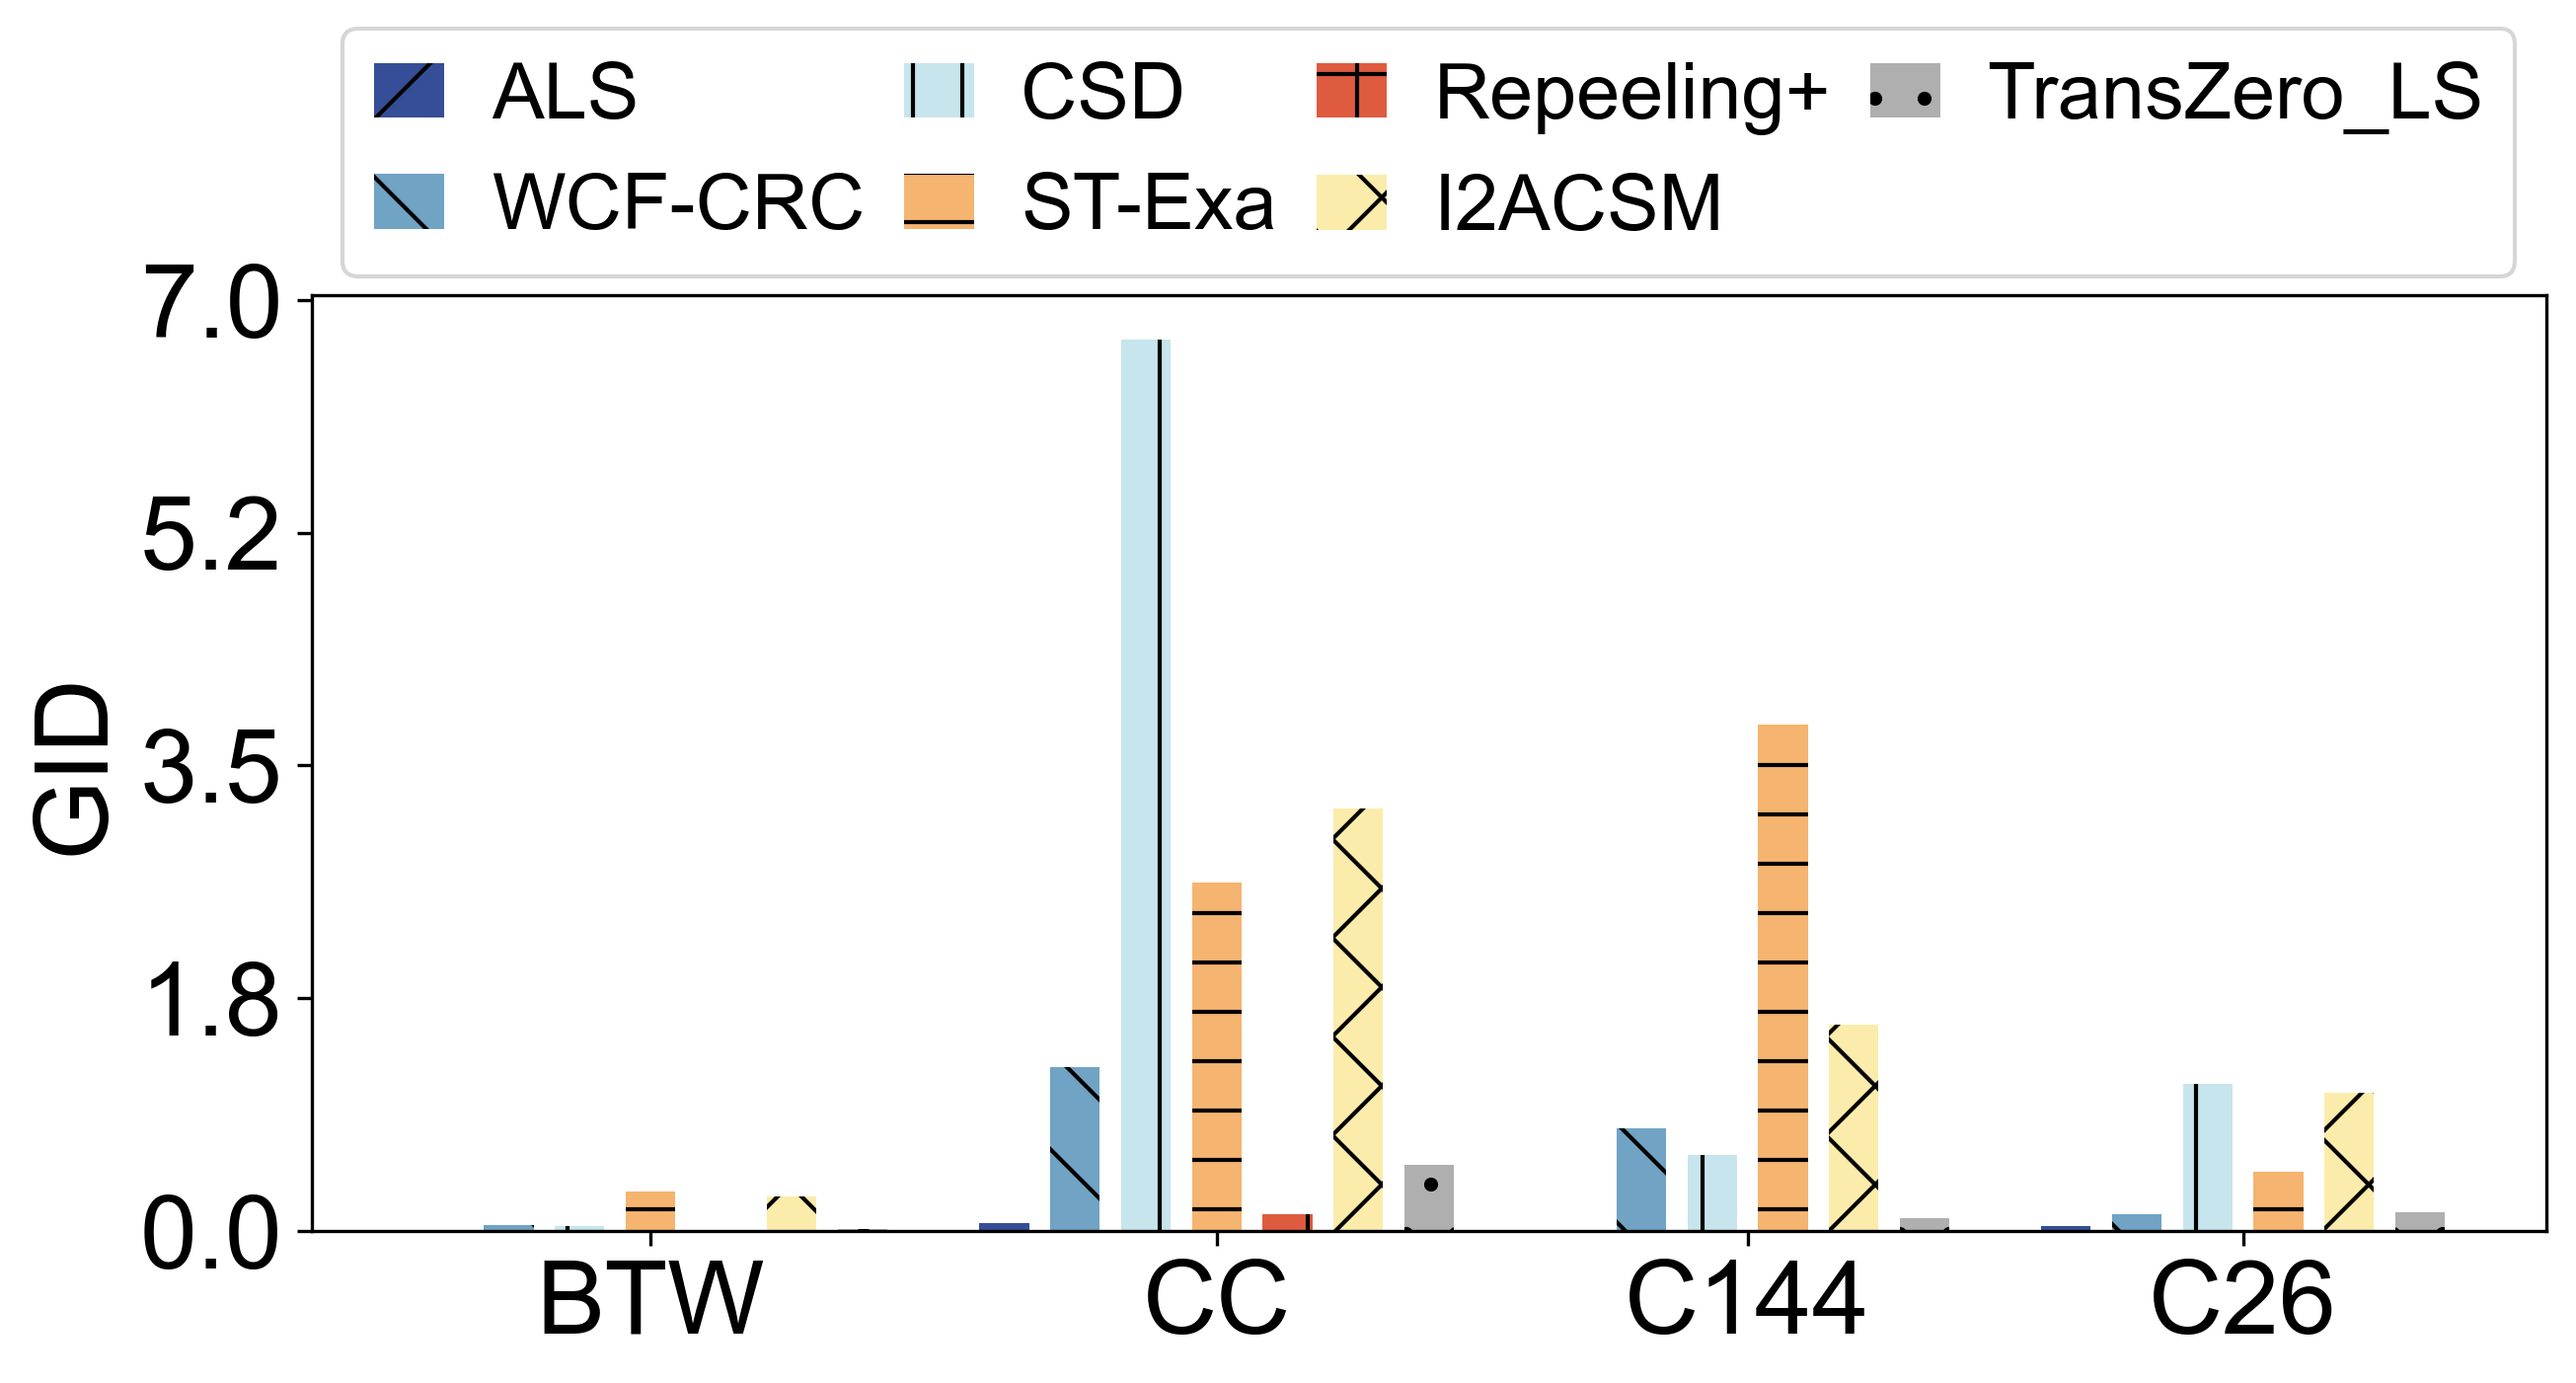 ALS CSD Repeeling+ TransZero_LS
WCF-CRC ST-Exa I2ACSM
7.0
5.2
3.5
1.8
0.0
GID
BTW CC C144 C26